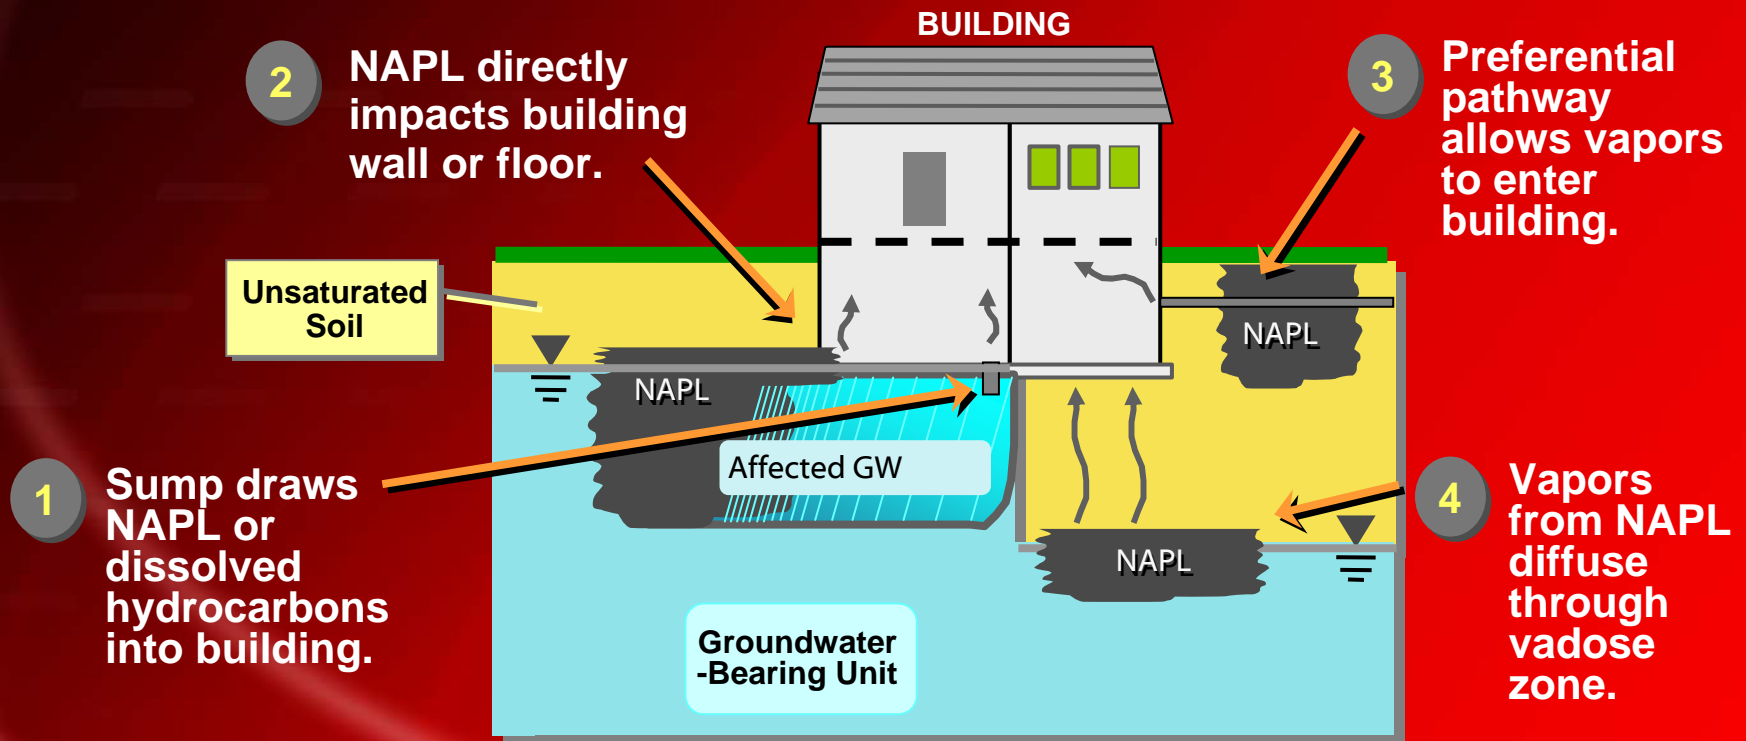 BUILDING
2
NAPL directly
impacts building
wall or floor.
3
Preferential
pathway
allows vapors
to enter
building.
Unsaturated
Soil
NAPL
NAPL
Affected GW
1
Sump draws
NAPL or
dissolved
hydrocarbons
into building.
NAPL
4
Vapors
from NAPL
diffuse
through
vadose
zone.
Groundwater
-Bearing Unit